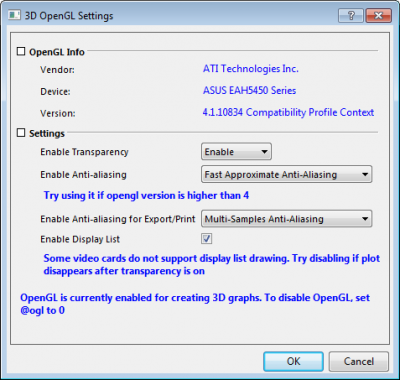 3D OpenGL Settings
OpenGL Info
Vendor: ATI Technologies Inc.
Device: ASUS EAH5450 Series
Version: 4.1.10834 Compatibility Profile Context
Settings
Enable Transparency Enable
Enable Anti-aliasing Fast Approximate Anti-Aliasing
Try using it if opengl version is higher than 4
Enable Anti-aliasing for Export/Print Multi-Samples Anti-Aliasing
Enable Display List
Some video cards do not support display list drawing. Try disabling if plot
disappears after transparency is on
OpenGL is currently enabled for creating 3D graphs. To disable OpenGL, set
@ogl to 0
OK Cancel